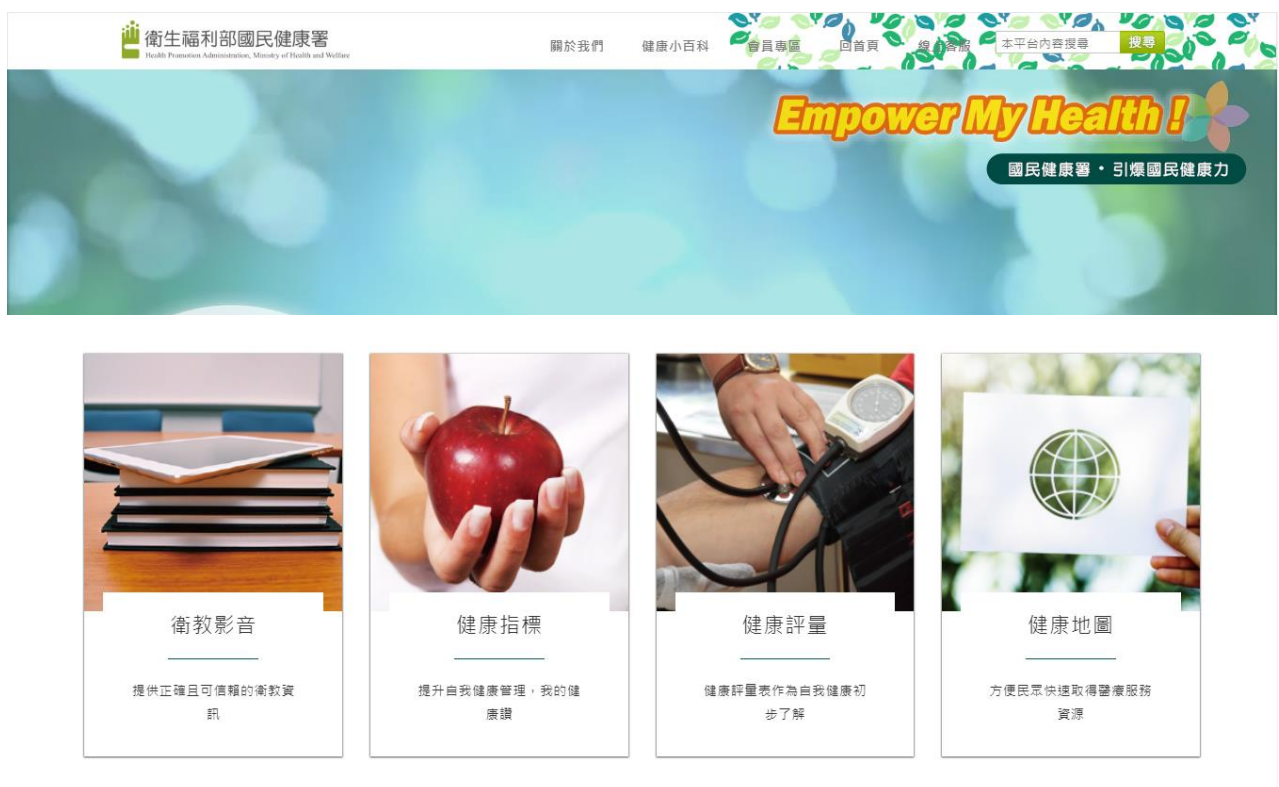 衛生福利部國民健康署
Health Promotion Administration, Ministry of Health and Welfare
關於我們 健康小百科 會員專區 回首頁 線上客服 本平台內容搜尋 搜尋
Empower My Health !
國民健康署・引爆國民健康力
衛教影音
提供正確且可信賴的衛教資
訊
健康指標
提升自我健康管理，我的健
康讚
健康評量
健康評量表作為自我健康初
步了解
健康地圖
方便民眾快速取得醫療服務
資源